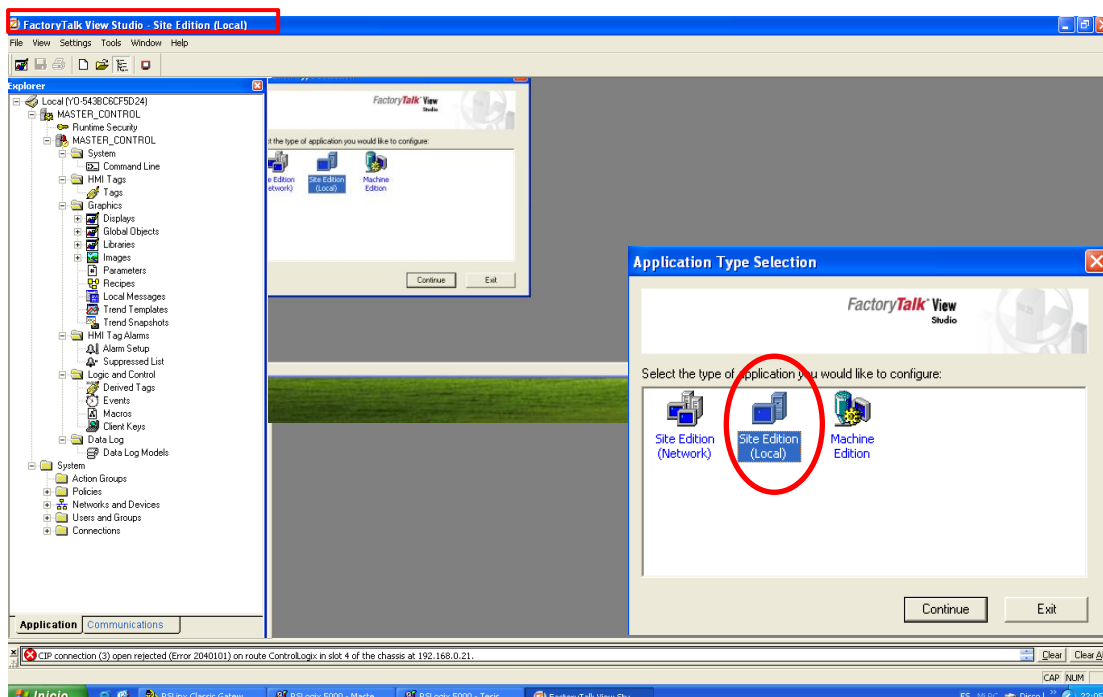 FactoryTalk View Studio - Site Edition (Local)
File View Settings Tools Window Help
Explorer
Local (YO-543BC6CF5D24)
MASTER_CONTROL
Runtime Security
MASTER_CONTROL
System
Command Line
HMI Tags
Tags
Graphics
Displays
Global Objects
Libraries
Images
Parameters
Recipes
Local Messages
Trend Templates
Trend Snapshots
HMI Tag Alarms
Alarm Setup
Suppressed List
Logic and Control
Derived Tags
Events
Macros
Client Keys
Data Log
Data Log Models
System
Action Groups
Policies
Networks and Devices
Users and Groups
Connections
Application Communications
FactoryTalk View
Studio
t the type of application you would like to configure:
e Edition
etwork)
Site Edition
(Local)
Machine
Edition
Continue Exit
Application Type Selection
FactoryTalk View
Studio
Select the type of application you would like to configure:
Site Edition
(Network)
Site Edition
(Local)
Machine
Edition
Continue Exit
CIP connection (3) open rejected (Error 2040101) on route ControlLogix in slot 4 of the chassis at 192.168.0.21.
Clear Clear A
CAP NUM
Inicio
RSLinx Classic Gatew...
RSLogix 5000 - Maste...
RSLogix 5000 - Tesis...
FactoryTalk View Stu...
ES Mi PC Disco l